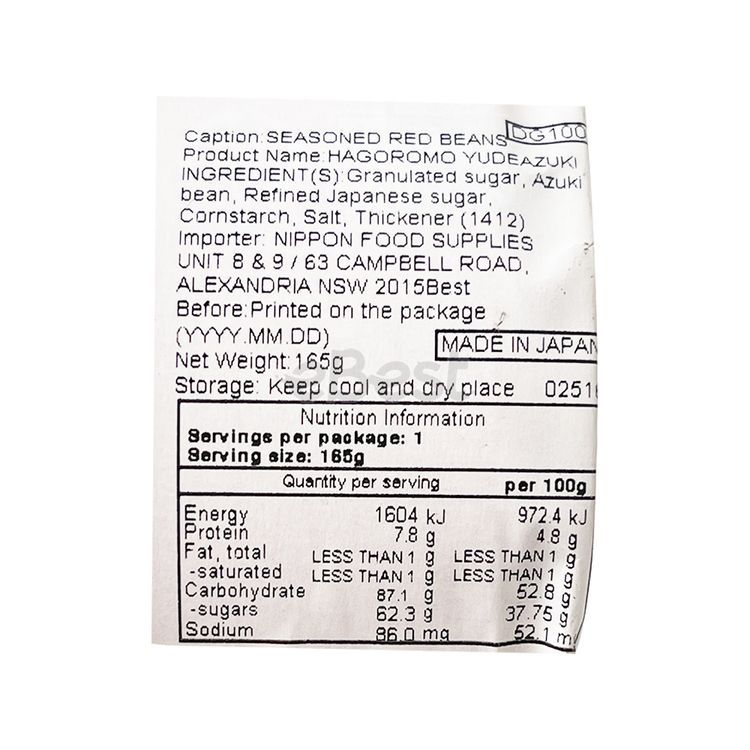 Caption:SEASONED RED BEANS DG100
Product Name:HAGOROMO YUDEAZUKI
INGREDIENT(S):Granulated sugar, Azuki
bean, Refined Japanese sugar,
Cornstarch, Salt, Thickener (1412)
Importer: NIPPON FOOD SUPPLIES
UNIT 8 & 9 / 63 CAMPBELL ROAD,
ALEXANDRIA NSW 2015Best
Before:Printed on the package
(YYYY.MM.DD)
MADE IN JAPAN
Net Weight:165g
eBest
Storage: Keep cool and dry place 0251
Nutrition Information
Servings per package: 1
Serving size: 165g
Quantity per serving per 100g
Energy 1604 kJ 972.4 kJ
Protein 7.8 g 4.8 g
Fat, total LESS THAN 1 g LESS THAN 1 g
-saturated LESS THAN 1 g LESS THAN 1 g
Carbohydrate 87.1 g 52.8 g
-sugars 62.3 g 37.75 g
Sodium 86.0 mg 52.1 m